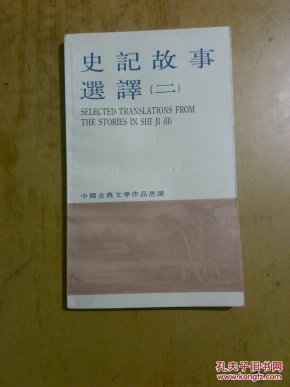 史記故事
選譯(二)
SELECTED TRANSLATIONS FROM
THE STORIES IN SHI JI (II)
中國古典文學作品選讀
孔夫子旧书网